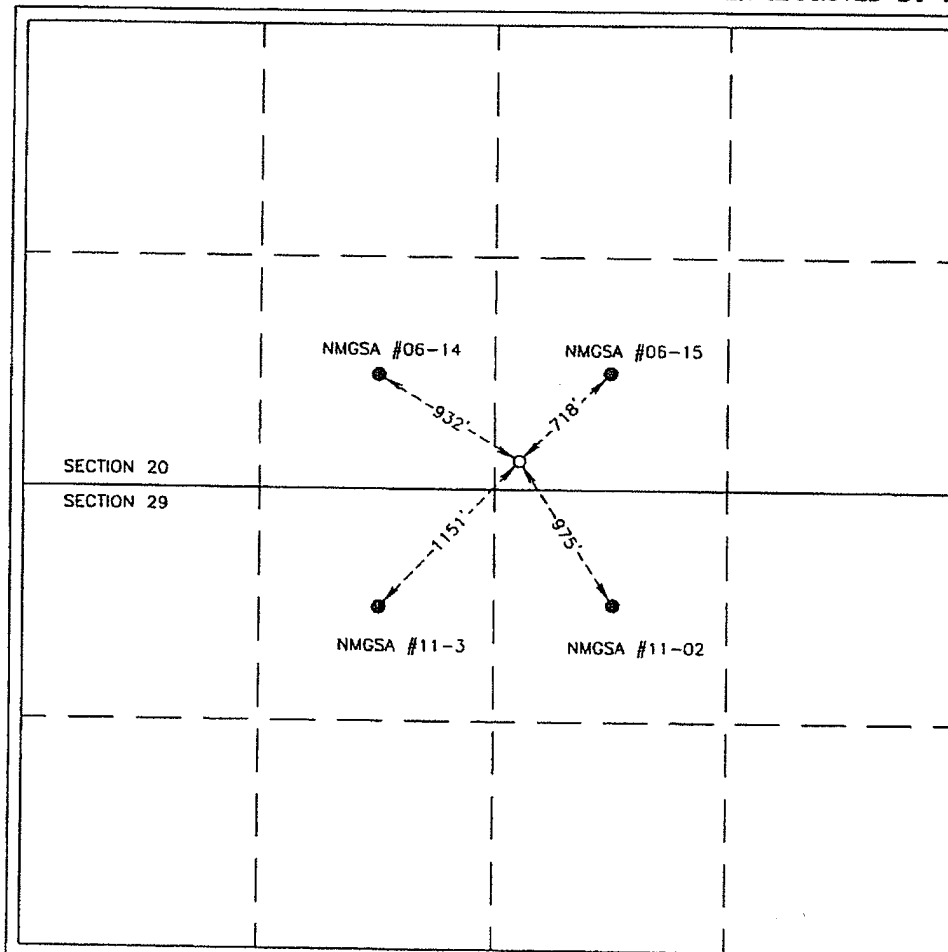 NMGSA #06-14
NMGSA #06-15
932'
718'
SECTION 20
SECTION 29
1151'
975'
NMGSA #11-3
NMGSA #11-02